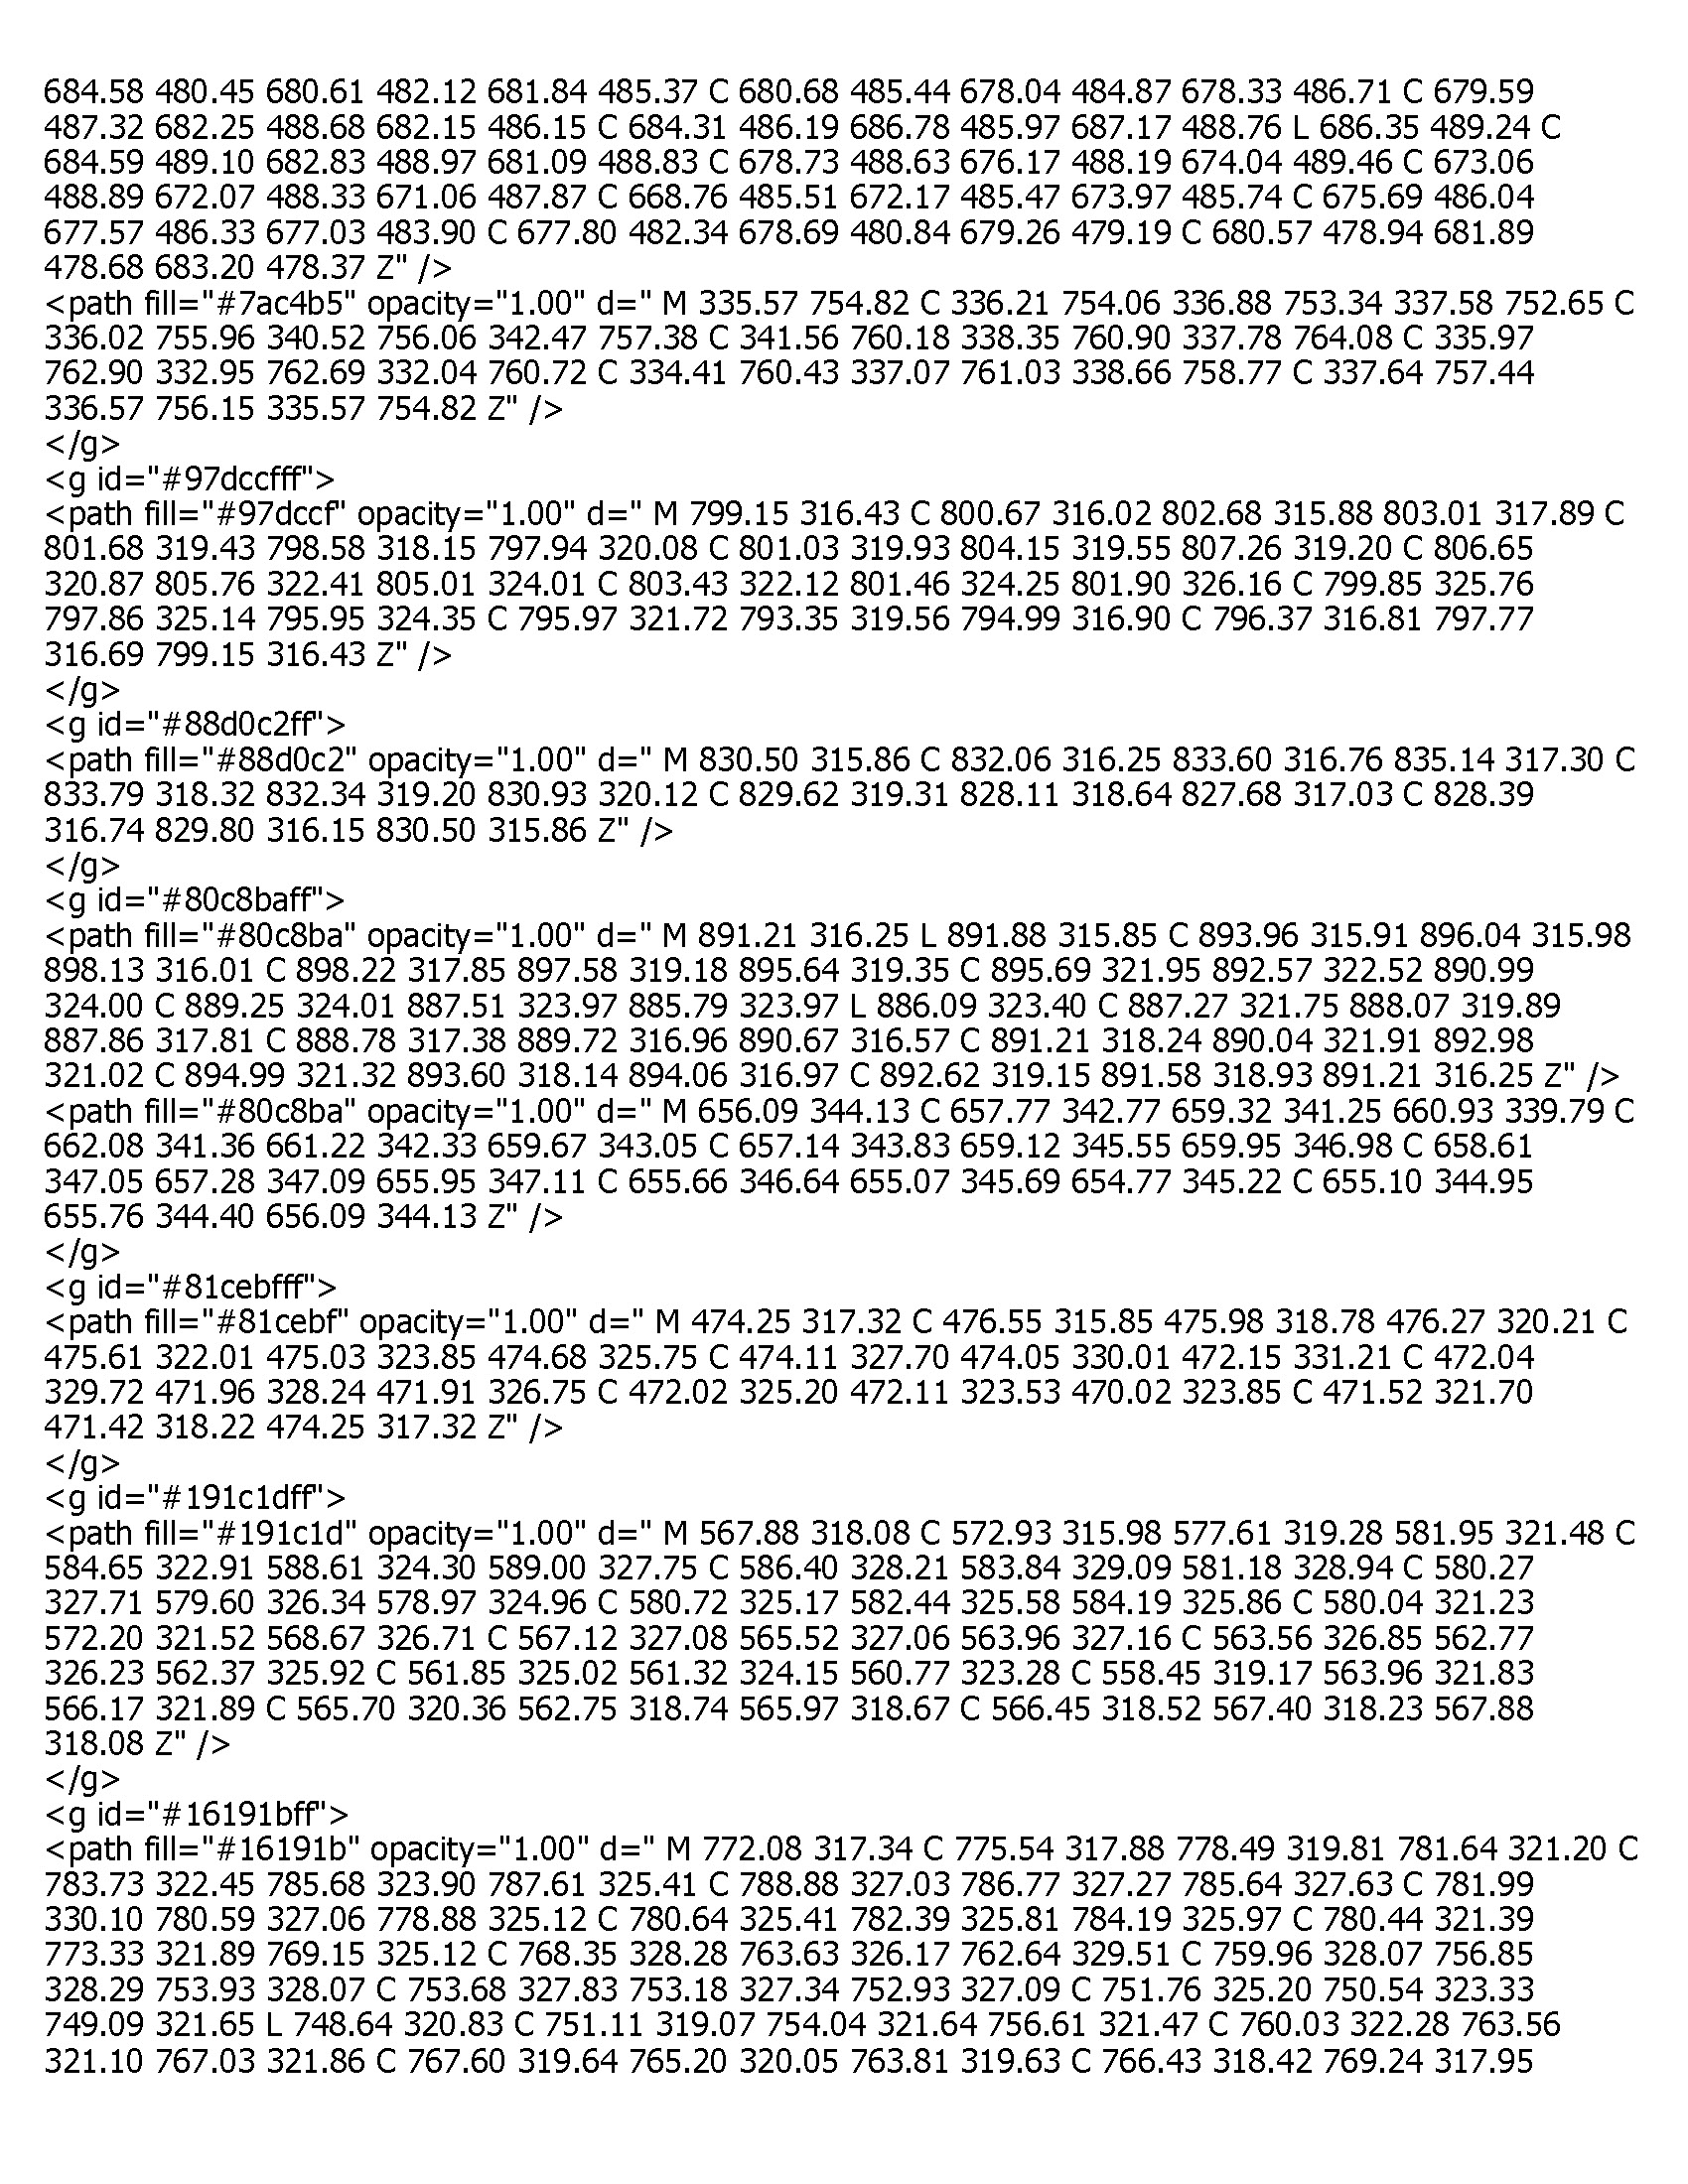 684.58 480.45 680.61 482.12 681.84 485.37 C 680.68 485.44 678.04 484.87 678.33 486.71 C 679.59
487.32 682.25 488.68 682.15 486.15 C 684.31 486.19 686.78 485.97 687.17 488.76 L 686.35 489.24 C
684.59 489.10 682.83 488.97 681.09 488.83 C 678.73 488.63 676.17 488.19 674.04 489.46 C 673.06
488.89 672.07 488.33 671.06 487.87 C 668.76 485.51 672.17 485.47 673.97 485.74 C 675.69 486.04
677.57 486.33 677.03 483.90 C 677.80 482.34 678.69 480.84 679.26 479.19 C 680.57 478.94 681.89
478.68 683.20 478.37 Z" />
<path fill="#7ac4b5" opacity="1.00" d=" M 335.57 754.82 C 336.21 754.06 336.88 753.34 337.58 752.65 C
336.02 755.96 340.52 756.06 342.47 757.38 C 341.56 760.18 338.35 760.90 337.78 764.08 C 335.97
762.90 332.95 762.69 332.04 760.72 C 334.41 760.43 337.07 761.03 338.66 758.77 C 337.64 757.44
336.57 756.15 335.57 754.82 Z" />
</g>
<g id="#97dccfff">
<path fill="#97dccf" opacity="1.00" d=" M 799.15 316.43 C 800.67 316.02 802.68 315.88 803.01 317.89 C
801.68 319.43 798.58 318.15 797.94 320.08 C 801.03 319.93 804.15 319.55 807.26 319.20 C 806.65
320.87 805.76 322.41 805.01 324.01 C 803.43 322.12 801.46 324.25 801.90 326.16 C 799.85 325.76
797.86 325.14 795.95 324.35 C 795.97 321.72 793.35 319.56 794.99 316.90 C 796.37 316.81 797.77
316.69 799.15 316.43 Z" />
</g>
<g id="#88d0c2ff">
<path fill="#88d0c2" opacity="1.00" d=" M 830.50 315.86 C 832.06 316.25 833.60 316.76 835.14 317.30 C
833.79 318.32 832.34 319.20 830.93 320.12 C 829.62 319.31 828.11 318.64 827.68 317.03 C 828.39
316.74 829.80 316.15 830.50 315.86 Z" />
</g>
<g id="#80c8baff">
<path fill="#80c8ba" opacity="1.00" d=" M 891.21 316.25 L 891.88 315.85 C 893.96 315.91 896.04 315.98
898.13 316.01 C 898.22 317.85 897.58 319.18 895.64 319.35 C 895.69 321.95 892.57 322.52 890.99
324.00 C 889.25 324.01 887.51 323.97 885.79 323.97 L 886.09 323.40 C 887.27 321.75 888.07 319.89
887.86 317.81 C 888.78 317.38 889.72 316.96 890.67 316.57 C 891.21 318.24 890.04 321.91 892.98
321.02 C 894.99 321.32 893.60 318.14 894.06 316.97 C 892.62 319.15 891.58 318.93 891.21 316.25 Z" />
<path fill="#80c8ba" opacity="1.00" d=" M 656.09 344.13 C 657.77 342.77 659.32 341.25 660.93 339.79 C
662.08 341.36 661.22 342.33 659.67 343.05 C 657.14 343.83 659.12 345.55 659.95 346.98 C 658.61
347.05 657.28 347.09 655.95 347.11 C 655.66 346.64 655.07 345.69 654.77 345.22 C 655.10 344.95
655.76 344.40 656.09 344.13 Z" />
</g>
<g id="#81cebfff">
<path fill="#81cebf" opacity="1.00" d=" M 474.25 317.32 C 476.55 315.85 475.98 318.78 476.27 320.21 C
475.61 322.01 475.03 323.85 474.68 325.75 C 474.11 327.70 474.05 330.01 472.15 331.21 C 472.04
329.72 471.96 328.24 471.91 326.75 C 472.02 325.20 472.11 323.53 470.02 323.85 C 471.52 321.70
471.42 318.22 474.25 317.32 Z" />
</g>
<g id="#191c1dff">
<path fill="#191c1d" opacity="1.00" d=" M 567.88 318.08 C 572.93 315.98 577.61 319.28 581.95 321.48 C
584.65 322.91 588.61 324.30 589.00 327.75 C 586.40 328.21 583.84 329.09 581.18 328.94 C 580.27
327.71 579.60 326.34 578.97 324.96 C 580.72 325.17 582.44 325.58 584.19 325.86 C 580.04 321.23
572.20 321.52 568.67 326.71 C 567.12 327.08 565.52 327.06 563.96 327.16 C 563.56 326.85 562.77
326.23 562.37 325.92 C 561.85 325.02 561.32 324.15 560.77 323.28 C 558.45 319.17 563.96 321.83
566.17 321.89 C 565.70 320.36 562.75 318.74 565.97 318.67 C 566.45 318.52 567.40 318.23 567.88
318.08 Z" />
</g>
<g id="#16191bff">
<path fill="#16191b" opacity="1.00" d=" M 772.08 317.34 C 775.54 317.88 778.49 319.81 781.64 321.20 C
783.73 322.45 785.68 323.90 787.61 325.41 C 788.88 327.03 786.77 327.27 785.64 327.63 C 781.99
330.10 780.59 327.06 778.88 325.12 C 780.64 325.41 782.39 325.81 784.19 325.97 C 780.44 321.39
773.33 321.89 769.15 325.12 C 768.35 328.28 763.63 326.17 762.64 329.51 C 759.96 328.07 756.85
328.29 753.93 328.07 C 753.68 327.83 753.18 327.34 752.93 327.09 C 751.76 325.20 750.54 323.33
749.09 321.65 L 748.64 320.83 C 751.11 319.07 754.04 321.64 756.61 321.47 C 760.03 322.28 763.56
321.10 767.03 321.86 C 767.60 319.64 765.20 320.05 763.81 319.63 C 766.43 318.42 769.24 317.95